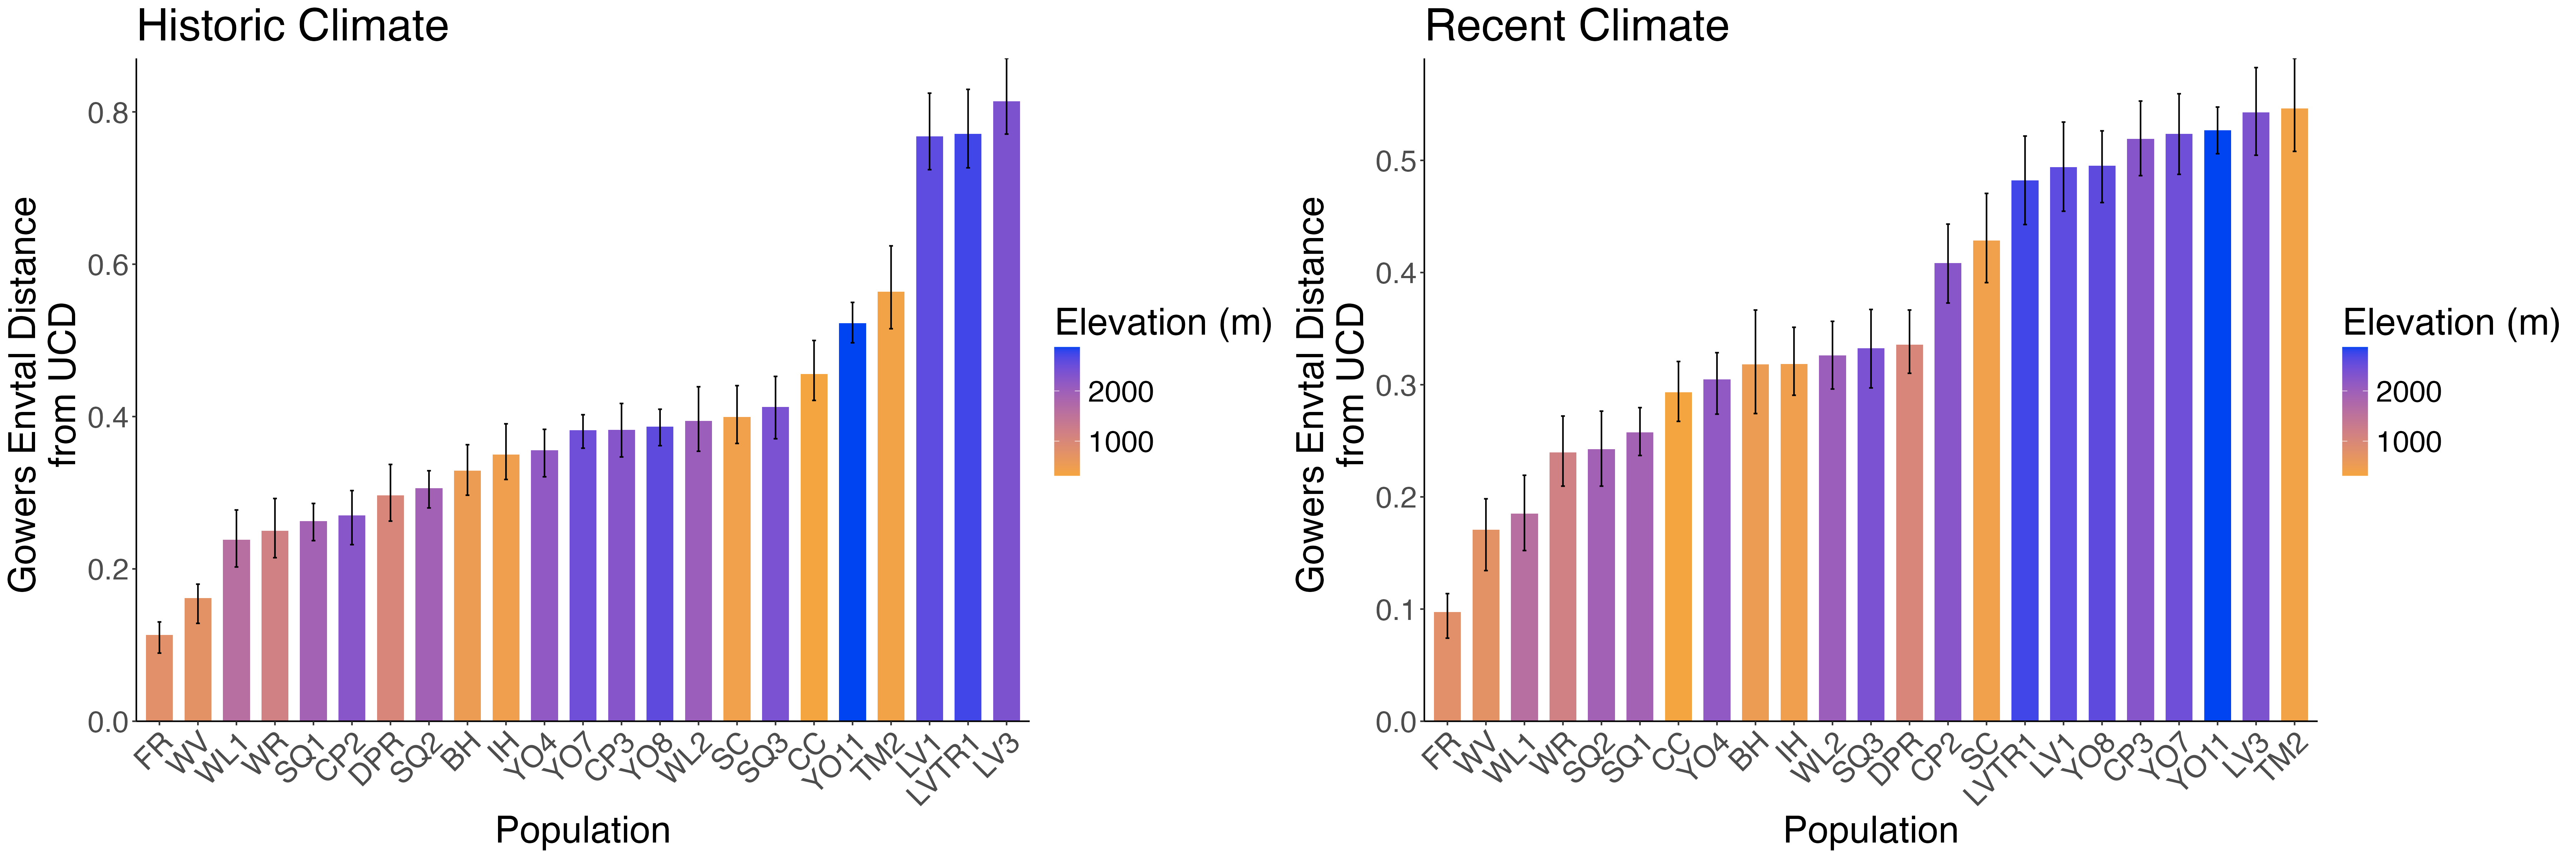 Historic Climate
Gowers Envtal Distance
from UCD
0.8
0.6
0.4
0.2
0.0
FR
WV
WL1
WR
SQ1
CP2
DPR
SQ2
BH
IH
YO4
YO7
CP3
YO8
WL2
SC
SQ3
CC
YO11
TM2
LV1
LVTR1
LV3
Population
Elevation (m)
2000
1000
Recent Climate
Gowers Envtal Distance
from UCD
0.5
0.4
0.3
0.2
0.1
0.0
FR
WV
WL1
WR
SQ2
SQ1
CC
YO4
BH
IH
WL2
SQ3
DPR
CP2
SC
LVTR1
LV1
YO8
CP3
YO7
YO11
LV3
TM2
Population
Elevation (m)
2000
1000